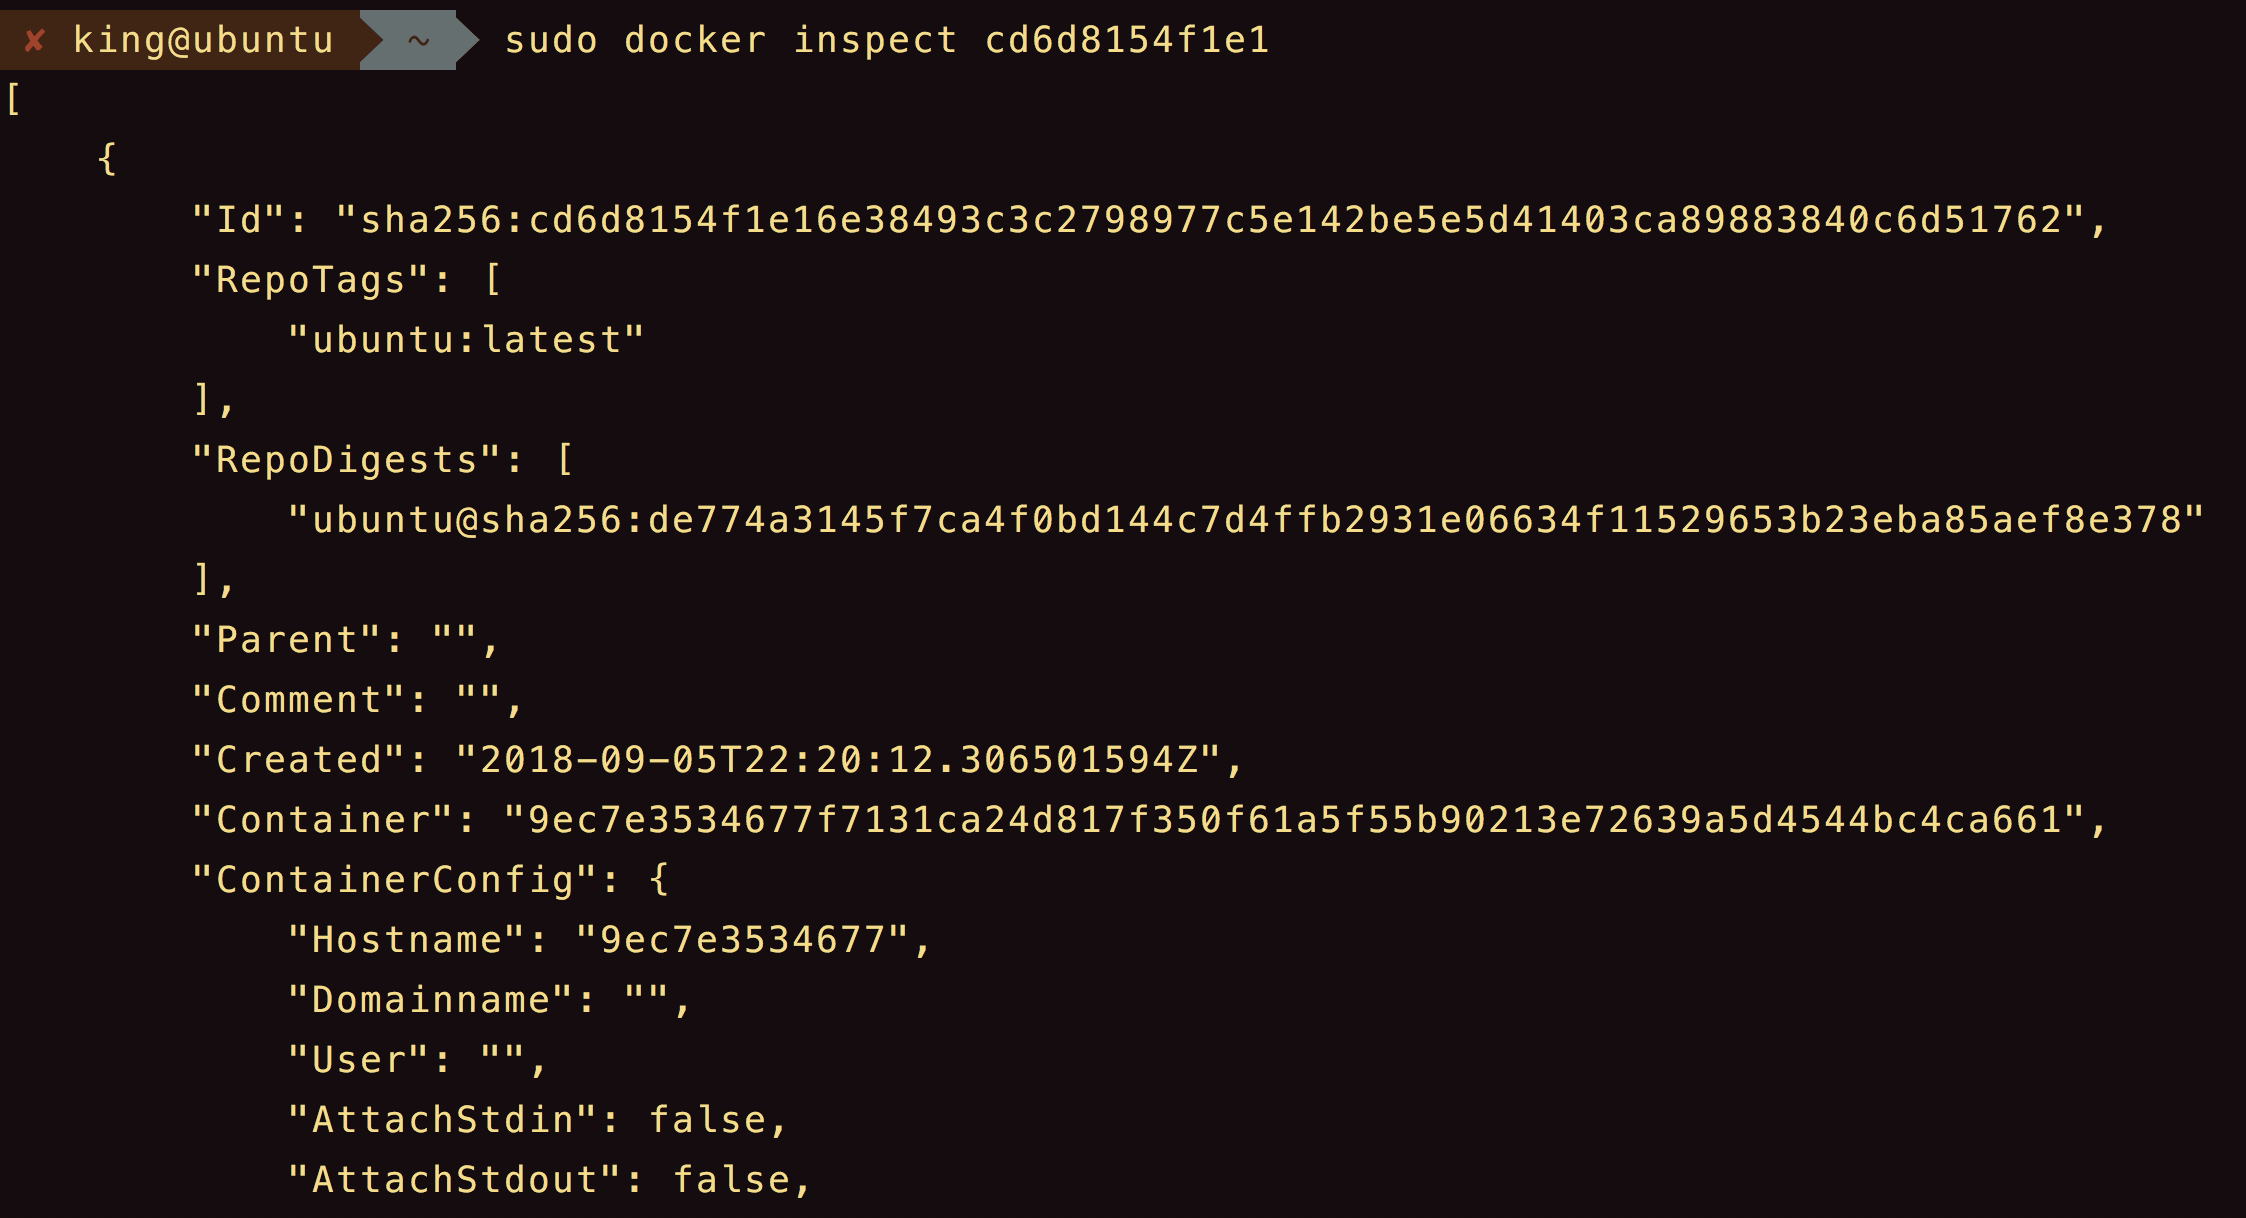 ✘ king@ubuntu ~ sudo docker inspect cd6d8154f1e1
[
    {
        "Id": "sha256:cd6d8154f1e16e38493c3c2798977c5e142be5e5d41403ca89883840c6d51762",
        "RepoTags": [
            "ubuntu:latest"
        ],
        "RepoDigests": [
            "ubuntu@sha256:de774a3145f7ca4f0bd144c7d4ffb2931e06634f11529653b23eba85aef8e378"
        ],
        "Parent": "",
        "Comment": "",
        "Created": "2018-09-05T22:20:12.306501594Z",
        "Container": "9ec7e3534677f7131ca24d817f350f61a5f55b90213e72639a5d4544bc4ca661",
        "ContainerConfig": {
            "Hostname": "9ec7e3534677",
            "Domainname": "",
            "User": "",
            "AttachStdin": false,
            "AttachStdout": false,